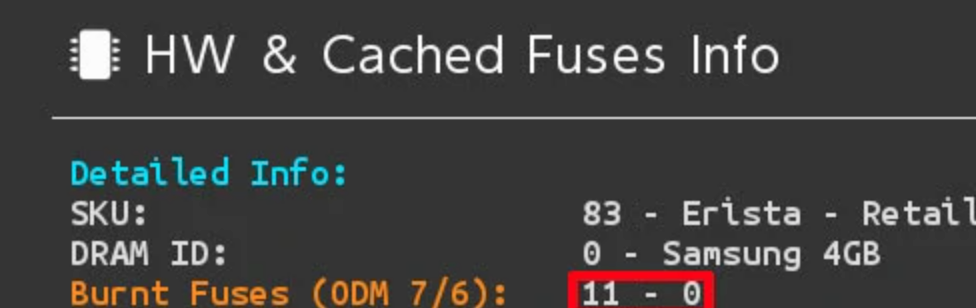 HW & Cached Fuses Info
Detailed Info:
SKU: 83 - Erista - Retail
DRAM ID: 0 - Samsung 4GB
Burnt Fuses (ODM 7/6): 11 - 0